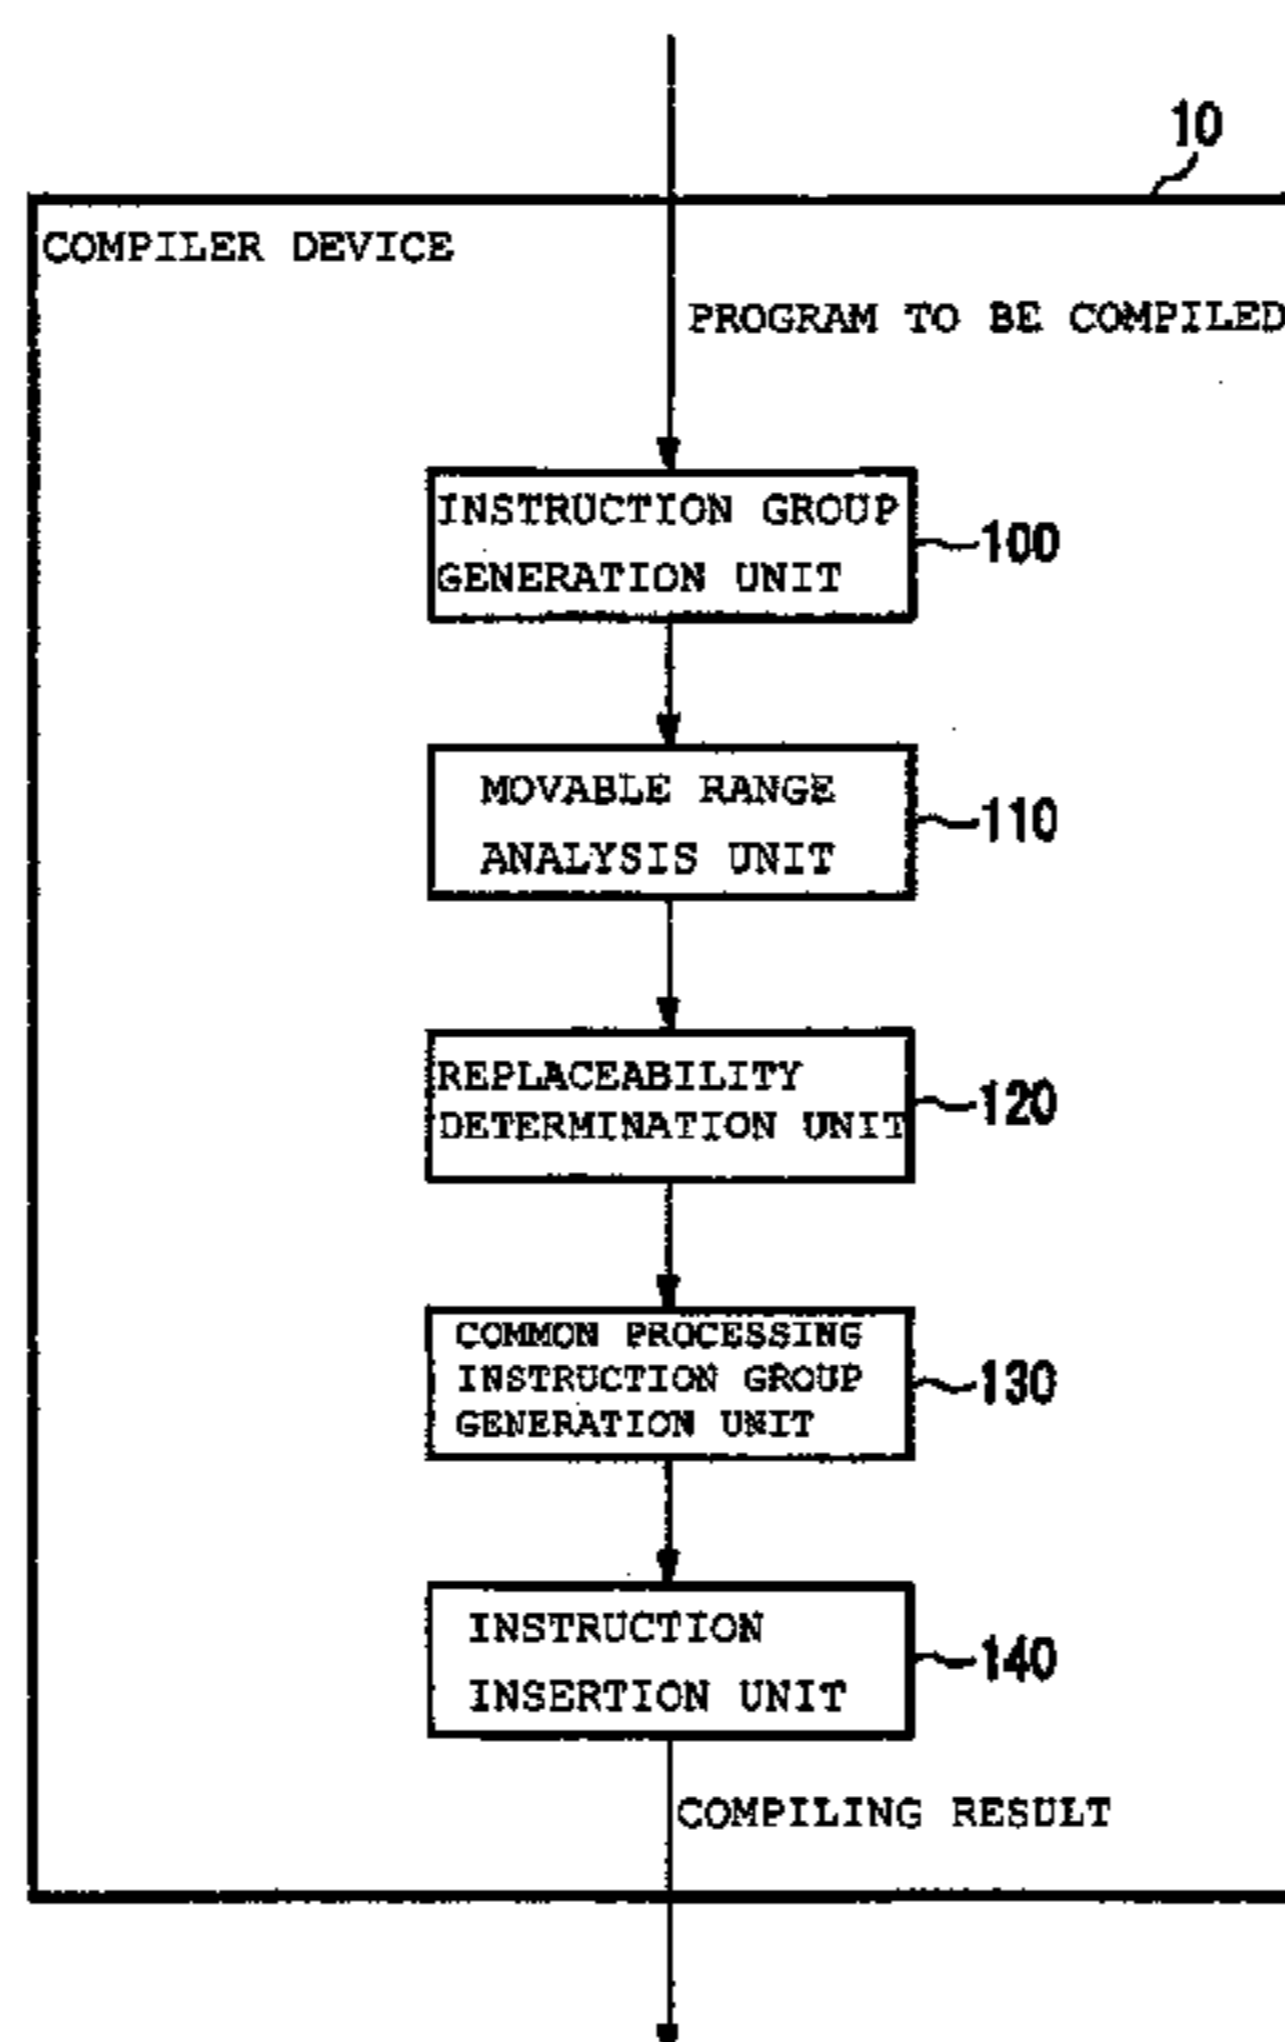 10
COMPILER DEVICE
PROGRAM TO BE COMPILED
INSTRUCTION GROUP
GENERATION UNIT
100
MOVABLE RANGE
ANALYSIS UNIT
110
REPLACEABILITY
DETERMINATION UNIT
120
COMMON PROCESSING
INSTRUCTION GROUP
GENERATION UNIT
130
INSTRUCTION
INSERTION UNIT
140
COMPILING RESULT